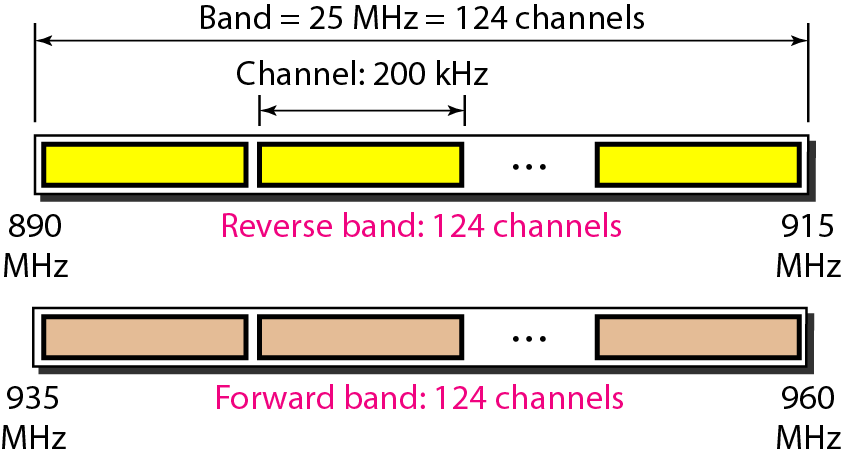 Band = 25 MHz = 124 channels
Channel: 200 kHz
...
890 MHz
Reverse band: 124 channels
915 MHz
...
935 MHz
Forward band: 124 channels
960 MHz